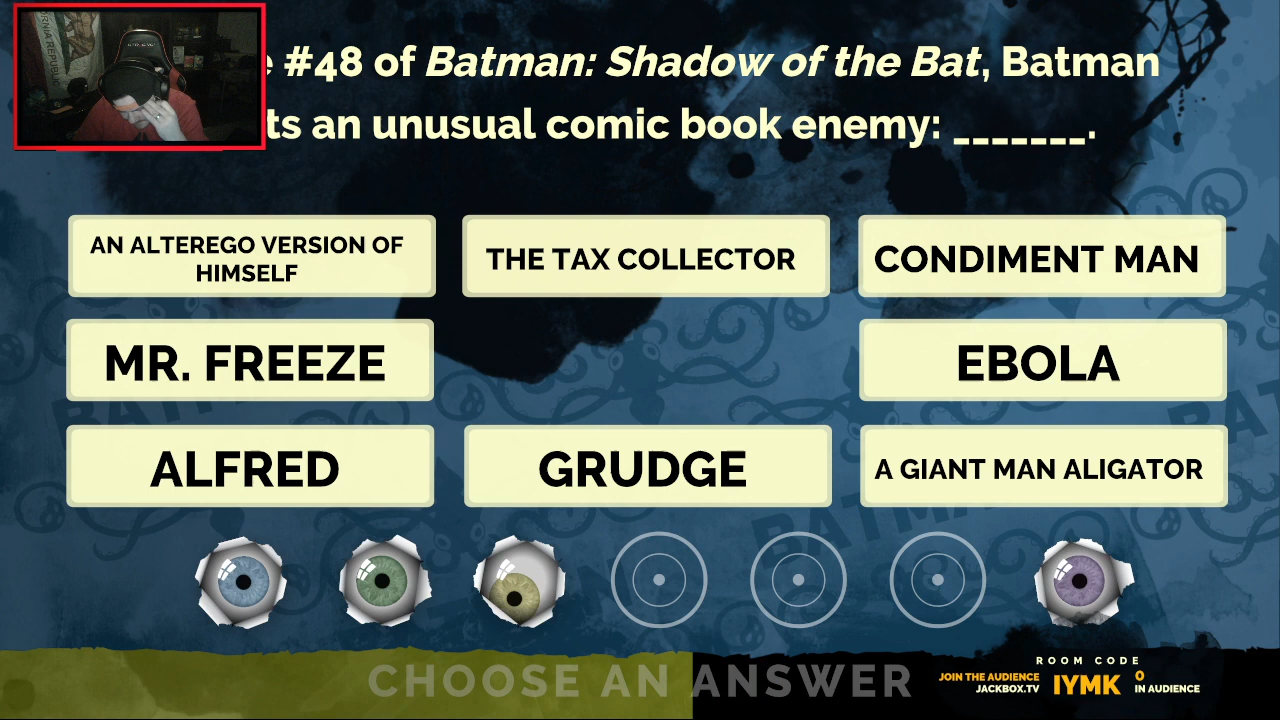 #48 of Batman: Shadow of the Bat, Batman
an unusual comic book enemy: _______.
AN ALTEREGO VERSION OF
HIMSELF
THE TAX COLLECTOR
CONDIMENT MAN
MR. FREEZE
EBOLA
ALFRED
GRUDGE
A GIANT MAN ALIGATOR
CHOOSE AN ANSWER
ROOM CODE
JOIN THE AUDIENCE
JACKBOX.TV
IYMK
0
IN AUDIENCE